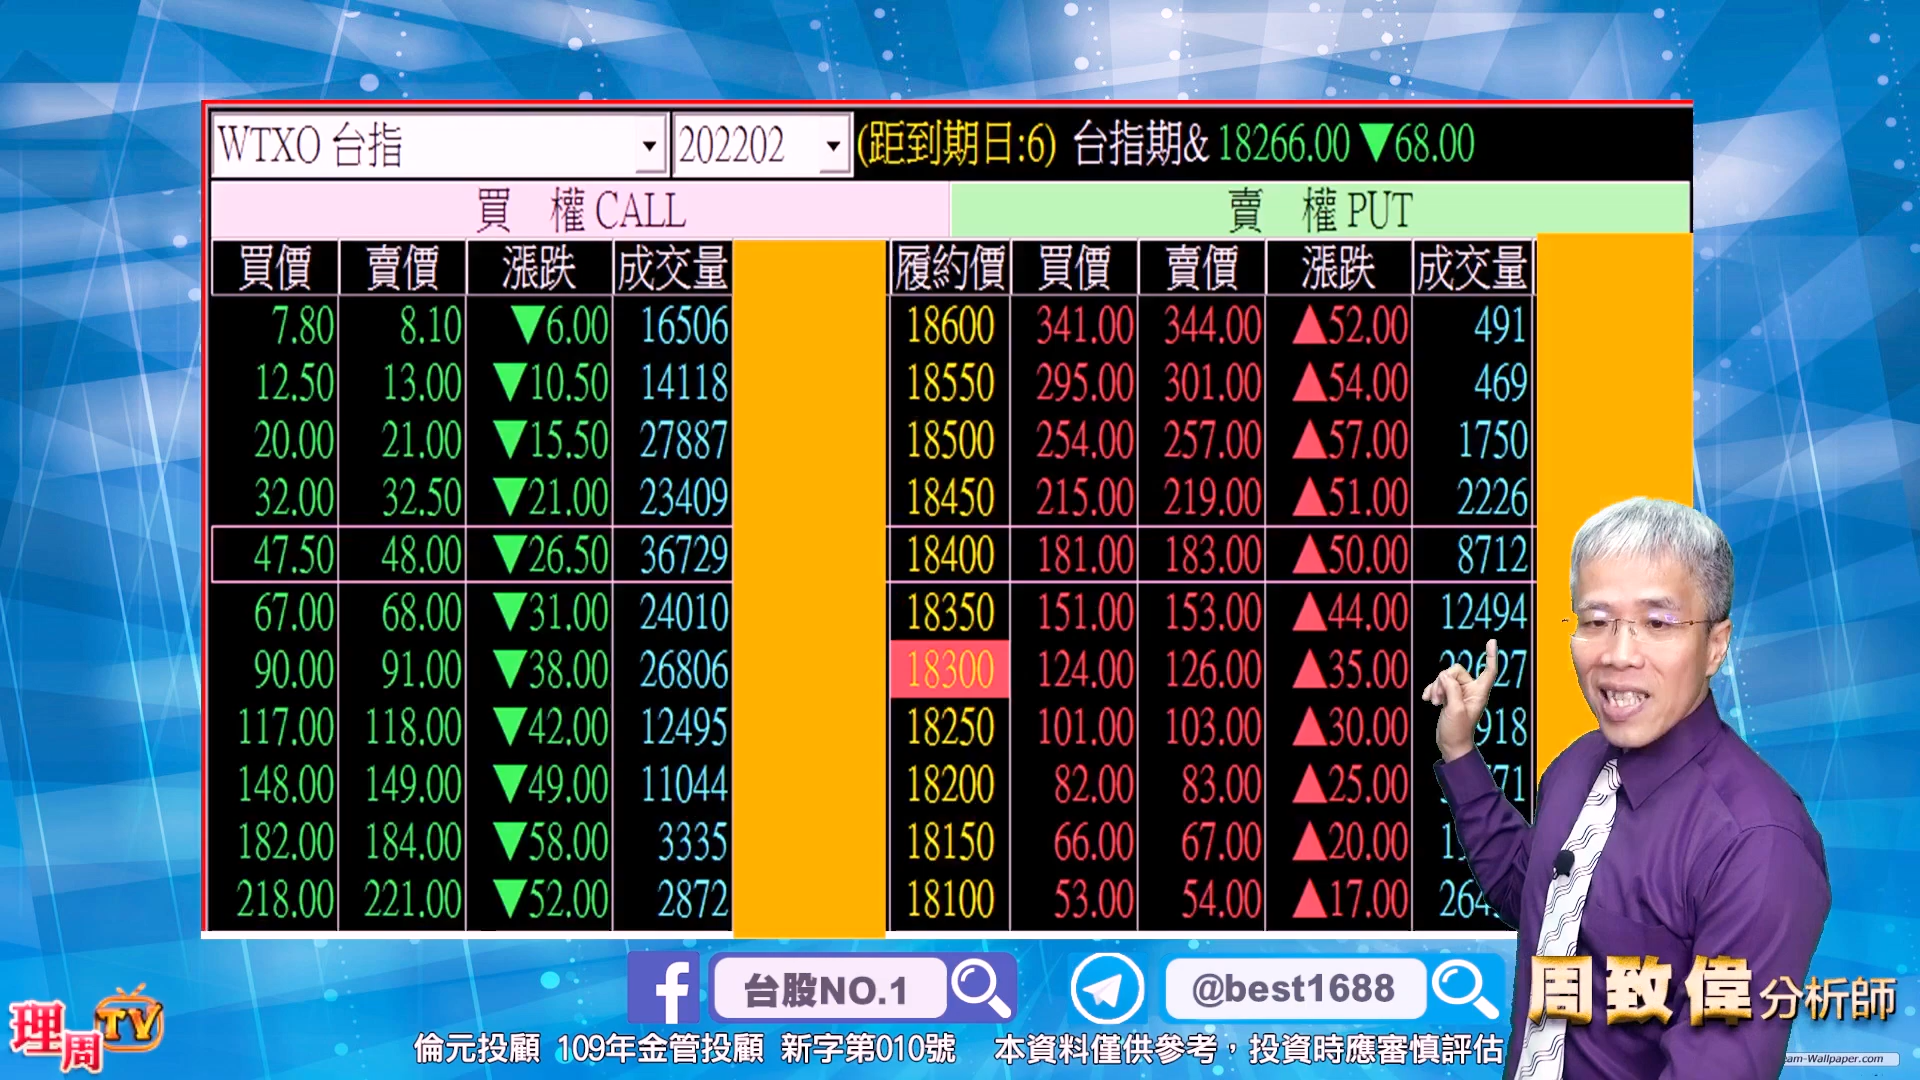 WTXO 台指 202202 (距到期日:6) 台指期& 18266.00 ▼68.00
買 權 CALL 賣 權 PUT
買價 賣價 漲跌 成交量 履約價 買價 賣價 漲跌 成交量
7.80 8.10 ▼6.00 16506 18600 341.00 344.00 ▲52.00 491
12.50 13.00 ▼10.50 14118 18550 295.00 301.00 ▲54.00 469
20.00 21.00 ▼15.50 27887 18500 254.00 257.00 ▲57.00 1750
32.00 32.50 ▼21.00 23409 18450 215.00 219.00 ▲51.00 2226
47.50 48.00 ▼26.50 36729 18400 181.00 183.00 ▲50.00 8712
67.00 68.00 ▼31.00 24010 18350 151.00 153.00 ▲44.00 12494
90.00 91.00 ▼38.00 26806 18300 124.00 126.00 ▲35.00
117.00 118.00 ▼42.00 12495 18250 101.00 103.00 ▲30.00
148.00 149.00 ▼49.00 11044 18200 82.00 83.00 ▲25.00
182.00 184.00 ▼58.00 3335 18150 66.00 67.00 ▲20.00
218.00 221.00 ▼52.00 2872 18100 53.00 54.00 ▲17.00
台股NO.1 @best1688
周致偉 分析師
理周TV
倫元投顧 109年金管投顧 新字第010號 本資料僅供參考，投資時應審慎評估
eam-Wallpaper.com